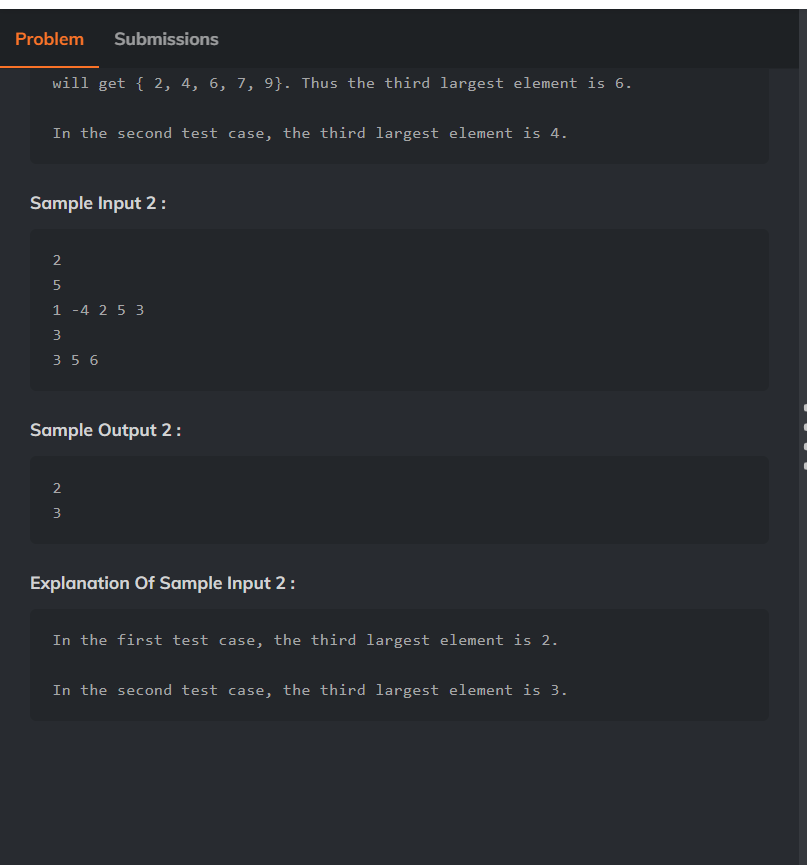 Problem Submissions
will get { 2, 4, 6, 7, 9}. Thus the third largest element is 6.
In the second test case, the third largest element is 4.
Sample Input 2 :
2
5
1 -4 2 5 3
3
3 5 6
Sample Output 2 :
2
3
Explanation Of Sample Input 2 :
In the first test case, the third largest element is 2.
In the second test case, the third largest element is 3.